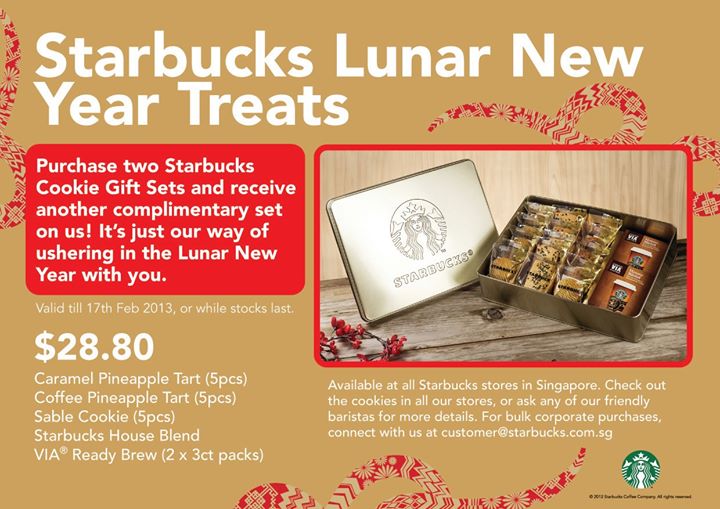 Starbucks Lunar New
Year Treats
Purchase two Starbucks
Cookie Gift Sets and receive
another complimentary set
on us! It's just our way of
ushering in the Lunar New
Year with you.
Valid till 17th Feb 2013, or while stocks last.
$28.80
Caramel Pineapple Tart (5pcs)
Coffee Pineapple Tart (5pcs)
Sable Cookie (5pcs)
Starbucks House Blend
VIA® Ready Brew (2 x 3ct packs)
STARBUCKS®
VIA
VIA
Available at all Starbucks stores in Singapore. Check out
the cookies in all our stores, or ask any of our friendly
baristas for more details. For bulk corporate purchases,
connect with us at customer@starbucks.com.sg
© 2012 Starbucks Coffee Company. All rights reserved.